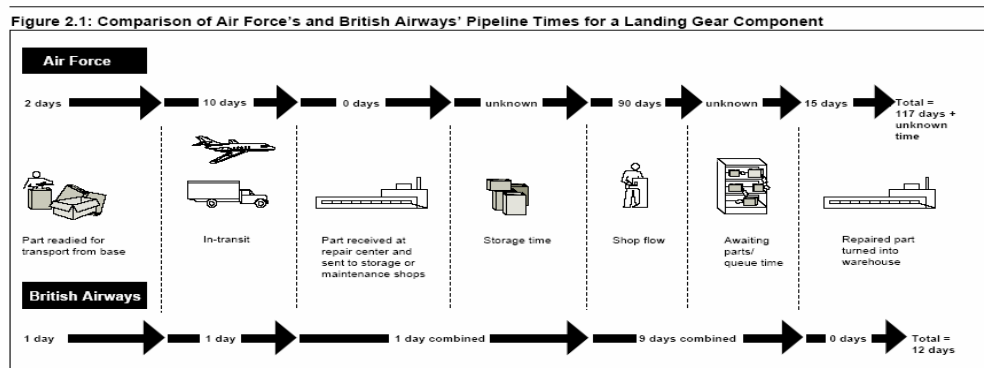 Figure 2.1: Comparison of Air Force's and British Airways' Pipeline Times for a Landing Gear Component
Air Force
2 days
10 days
0 days
unknown
90 days
unknown
15 days
Total =
117 days +
unknown
time
Part readied for
transport from base
In-transit
Part received at
repair center and
sent to storage or
maintenance shops
Storage time
Shop flow
Awaiting
parts/
queue time
Repaired part
turned into
warehouse
British Airways
1 day
1 day
1 day combined
9 days combined
0 days
Total =
12 days